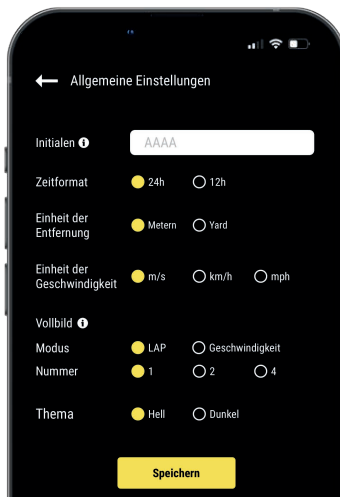 Allgemeine Einstellungen
Initialen
AAAA
Zeitformat 24h 12h
Einheit der
Entfernung Metern Yard
Einheit der
Geschwindigkeit m/s km/h mph
Vollbild
Modus LAP Geschwindigkeit
Nummer 1 2 4
Thema Hell Dunkel
Speichern